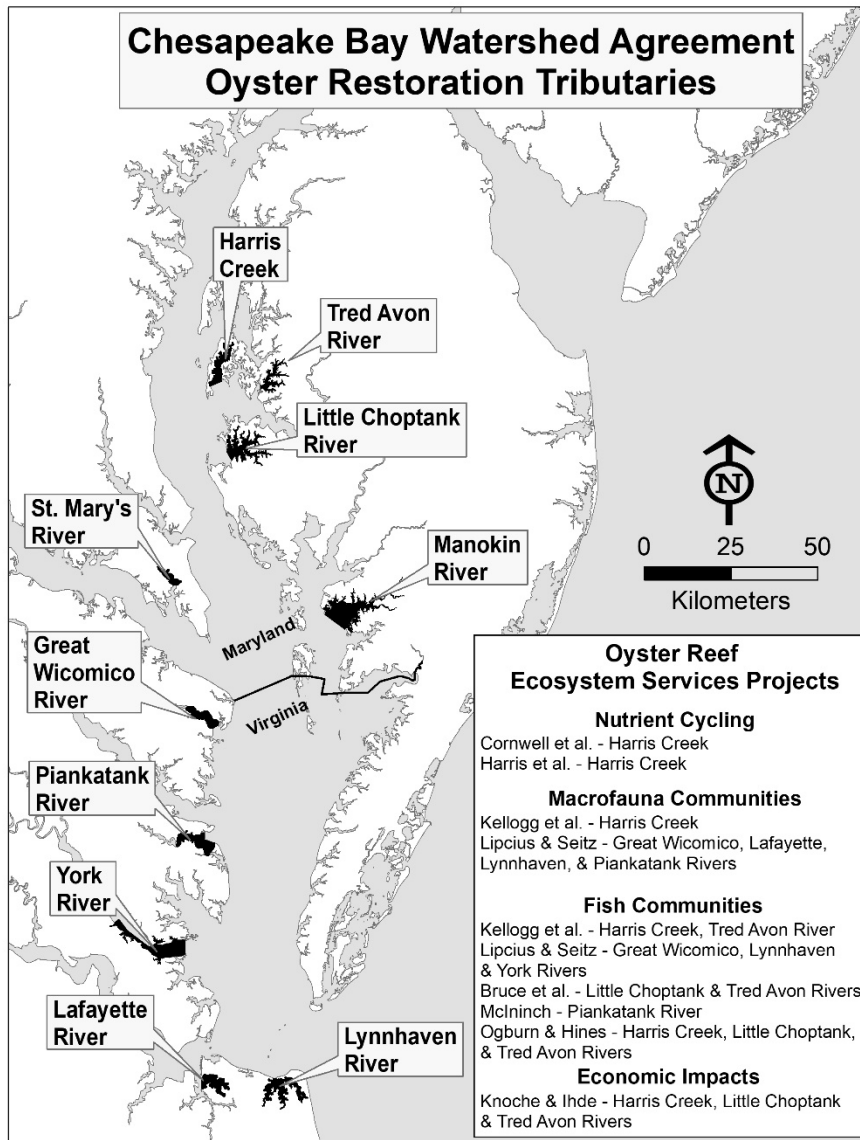 Chesapeake Bay Watershed Agreement
Oyster Restoration Tributaries
Harris
Creek
Tred Avon
River
Little Choptank
River
St. Mary's
River
Manokin
River
N
0 25 50
Kilometers
Maryland
Virginia
Great
Wicomico
River
Piankatank
River
York
River
Lafayette
River
Lynnhaven
River
Oyster Reef
Ecosystem Services Projects
Nutrient Cycling
Cornwell et al. - Harris Creek
Harris et al. - Harris Creek
Macrofauna Communities
Kellogg et al. - Harris Creek
Lipcius & Seitz - Great Wicomico, Lafayette,
Lynnhaven, & Piankatank Rivers
Fish Communities
Kellogg et al. - Harris Creek, Tred Avon River
Lipcius & Seitz - Great Wicomico, Lynnhaven
& York Rivers
Bruce et al. - Little Choptank & Tred Avon Rivers
McIninch - Piankatank River
Ogburn & Hines - Harris Creek, Little Choptank,
& Tred Avon Rivers
Economic Impacts
Knoche & Ihde - Harris Creek, Little Choptank
& Tred Avon Rivers